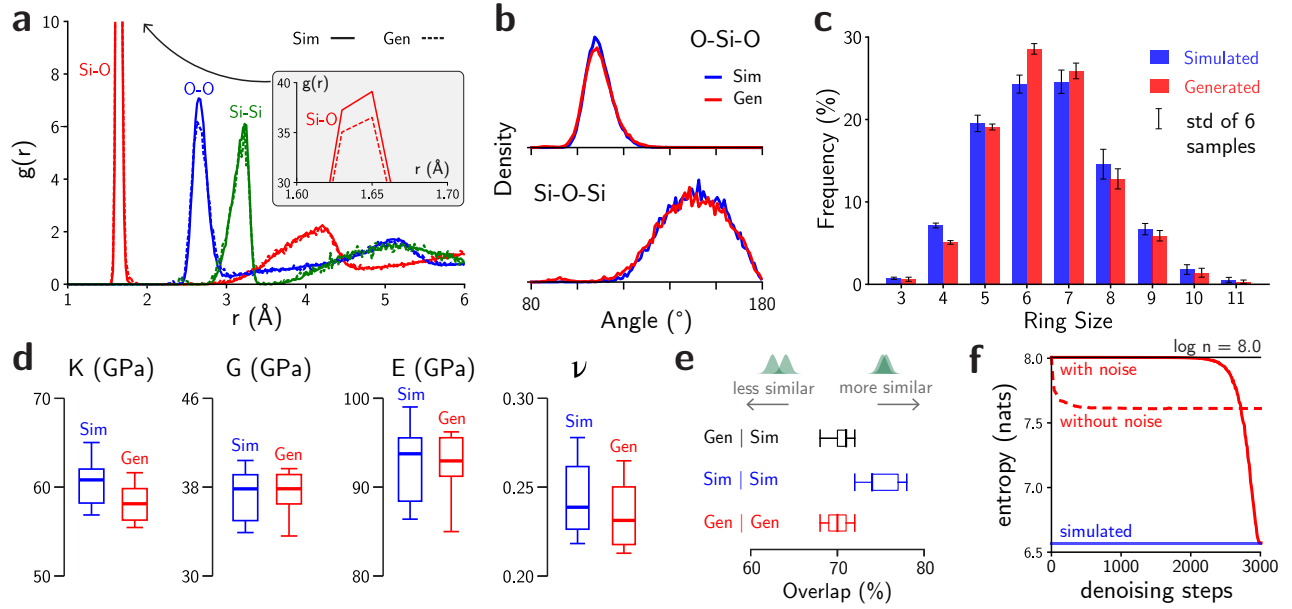 a
10
8
6
4
2
0
g(r)
1
2
3
4
5
6
r (Å)
Sim
Gen
Si-O
O-O
Si-Si
g(r)
40
35
30
Si-O
r (Å)
1.60
1.65
1.70
b
O-Si-O
Sim
Gen
Density
Si-O-Si
80
180
Angle (°)
c
30
20
10
0
Frequency (%)
Simulated
Generated
std of 6
samples
3
4
5
6
7
8
9
10
11
Ring Size
d
K (GPa)
70
60
50
Sim
Gen
G (GPa)
46
38
30
Sim
Gen
E (GPa)
100
90
80
Sim
Gen
ν
0.30
0.25
0.20
Sim
Gen
e
less similar
more similar
Gen | Sim
Sim | Sim
Gen | Gen
60
70
80
Overlap (%)
f
log n = 8.0
8.0
7.5
7.0
6.5
entropy (nats)
with noise
without noise
simulated
0
1000
2000
3000
denoising steps